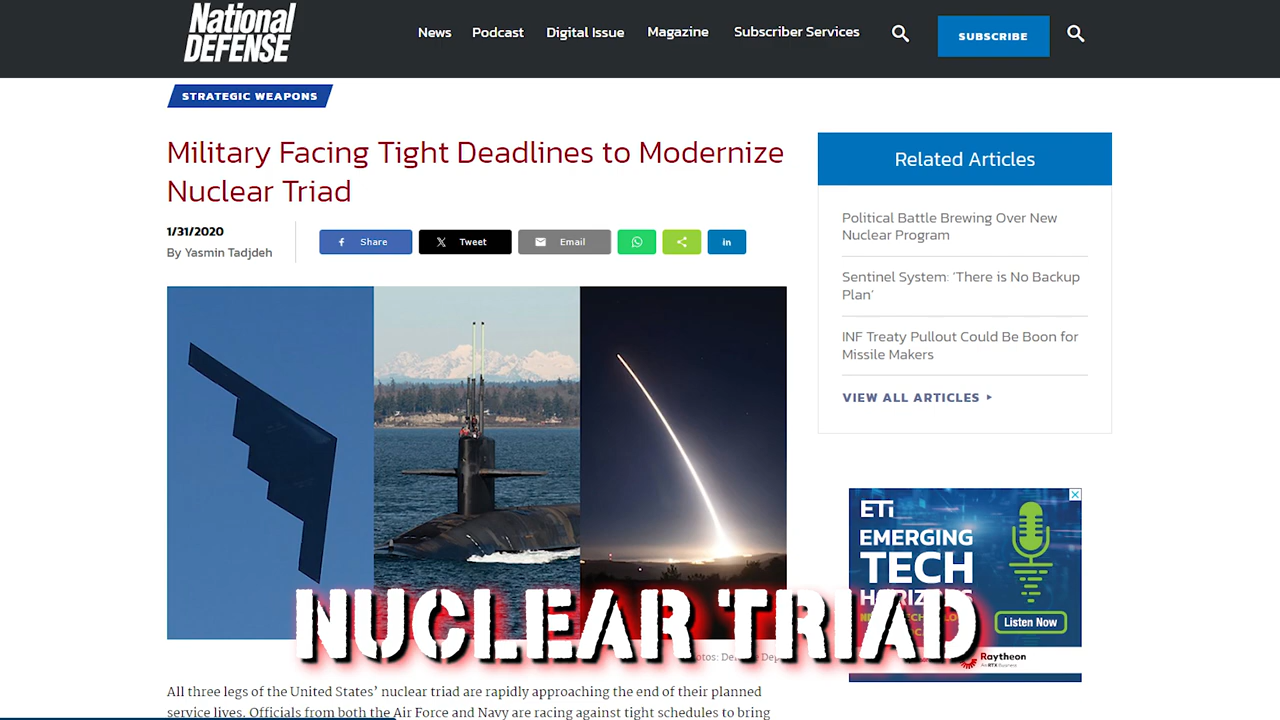 National
DEFENSE
News
Podcast
Digital Issue
Magazine
Subscriber Services
SUBSCRIBE
STRATEGIC WEAPONS
Military Facing Tight Deadlines to Modernize
Nuclear Triad
1/31/2020
By Yasmin Tadjdeh
Share
Tweet
Email
in
Related Articles
Political Battle Brewing Over New
Nuclear Program
Sentinel System: 'There is No Backup
Plan'
INF Treaty Pullout Could Be Boon for
Missile Makers
VIEW ALL ARTICLES
ETI
EMERGING
TECH
Listen Now
Raytheon
An RTX Business
NUCLEAR TRIAD
All three legs of the United States' nuclear triad are rapidly approaching the end of their planned
service lives. Officials from both the Air Force and Navy are racing against tight schedules to bring